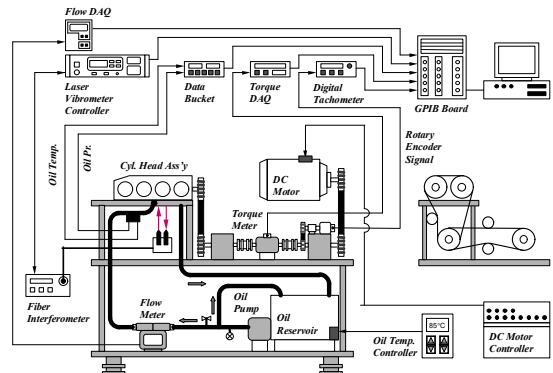 Flow DAQ
Laser
Vibrometer
Controller
Data
Bucket
Torque
DAQ
Digital
Tachometer
GPIB Board
Oil Temp.
Oil Pr.
Cyl. Head Ass'y
DC
Motor
Rotary
Encoder
Signal
Torque
Meter
Fiber
Interferometer
Flow
Meter
Oil
Pump
Oil
Reservoir
Oil Temp.
Controller
85°C
DC Motor
Controller